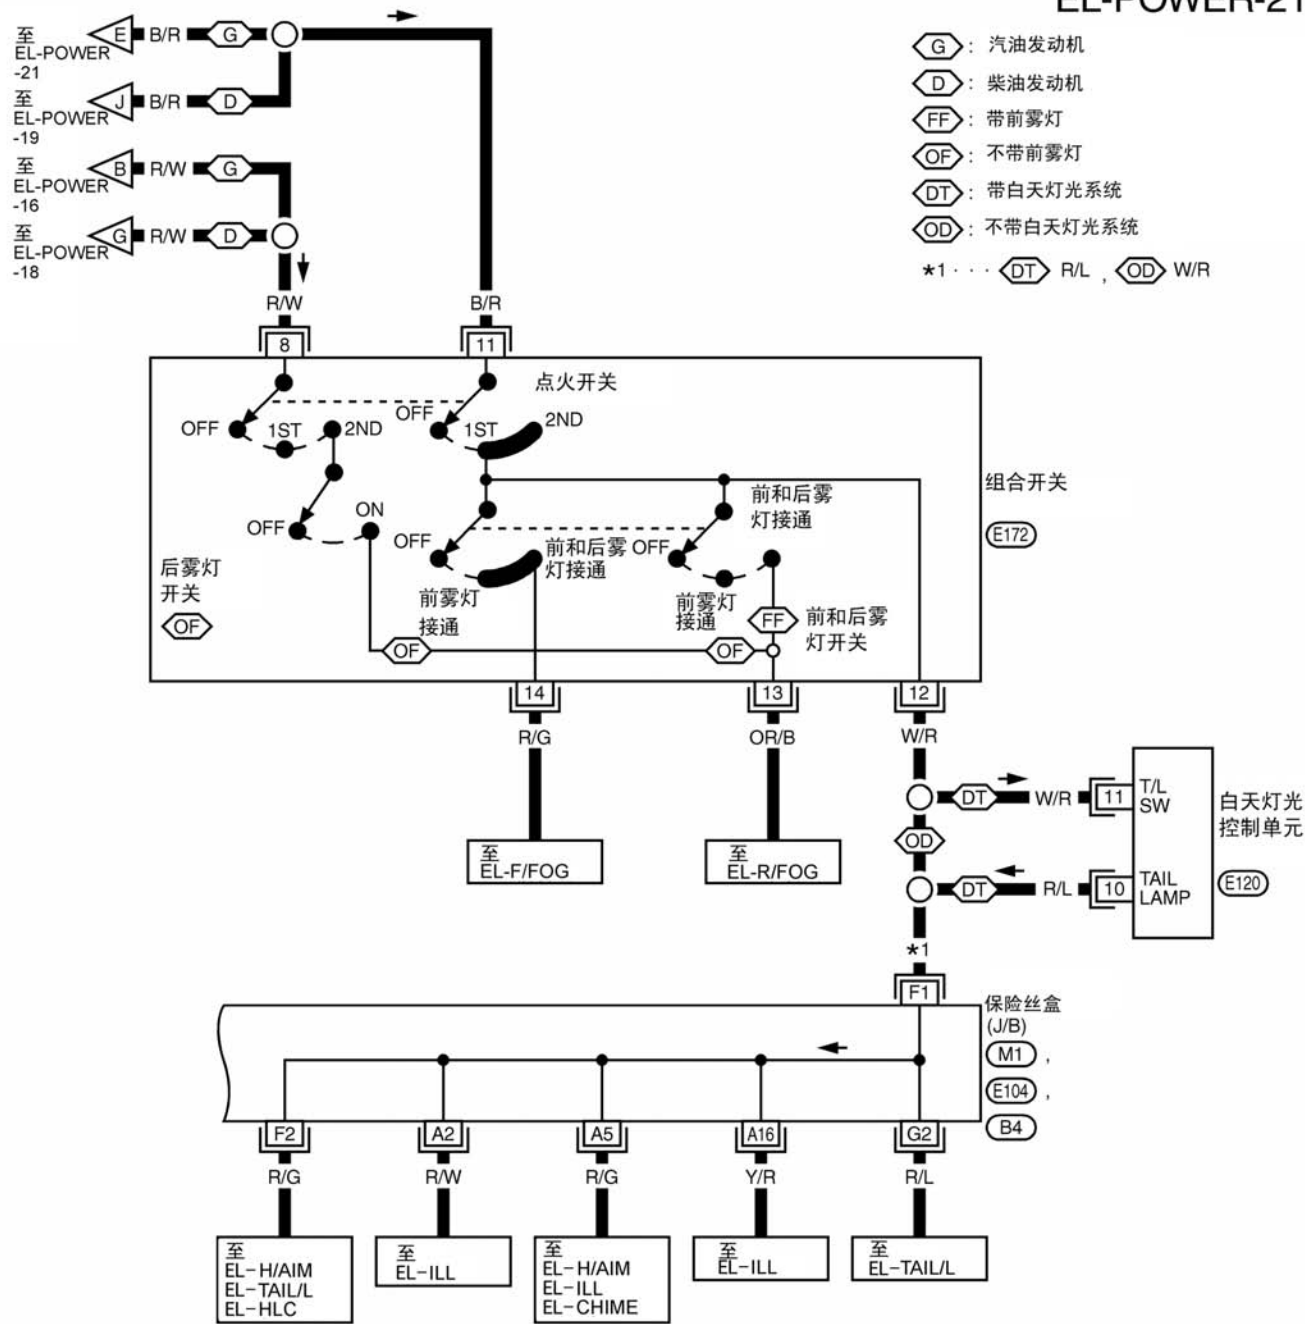 EL-POWER-21
至
EL-POWER
-21
E B/R G
至
EL-POWER
-19
J B/R D
至
EL-POWER
-16
B R/W G
至
EL-POWER
-18
G R/W D
G : 汽油发动机
D : 柴油发动机
FF : 带前雾灯
OF : 不带前雾灯
DT : 带白天灯光系统
OD : 不带白天灯光系统
*1 · · · DT R/L , OD W/R
R/W B/R
8 11
点火开关
OFF 1ST 2ND OFF 1ST 2ND
组合开关
E172
OFF ON
后雾灯
开关
OF
OFF
前和后雾
灯接通
前雾灯
接通
前和后雾
灯接通
OFF
前雾灯
接通
FF
前和后雾
灯开关
OF OF
14 13 12
R/G OR/B W/R
DT W/R 11 T/L
SW
白天灯光
控制单元
OD
DT R/L 10 TAIL
LAMP
E120
至
EL-F/FOG
至
EL-R/FOG
*1
F1
保险丝盒
(J/B)
M1 ,
E104 ,
B4
F2 A2 A5 A16 G2
R/G R/W R/G Y/R R/L
至
EL-H/AIM
EL-TAIL/L
EL-HLC
至
EL-ILL
至
EL-H/AIM
EL-ILL
EL-CHIME
至
EL-ILL
至
EL-TAIL/L